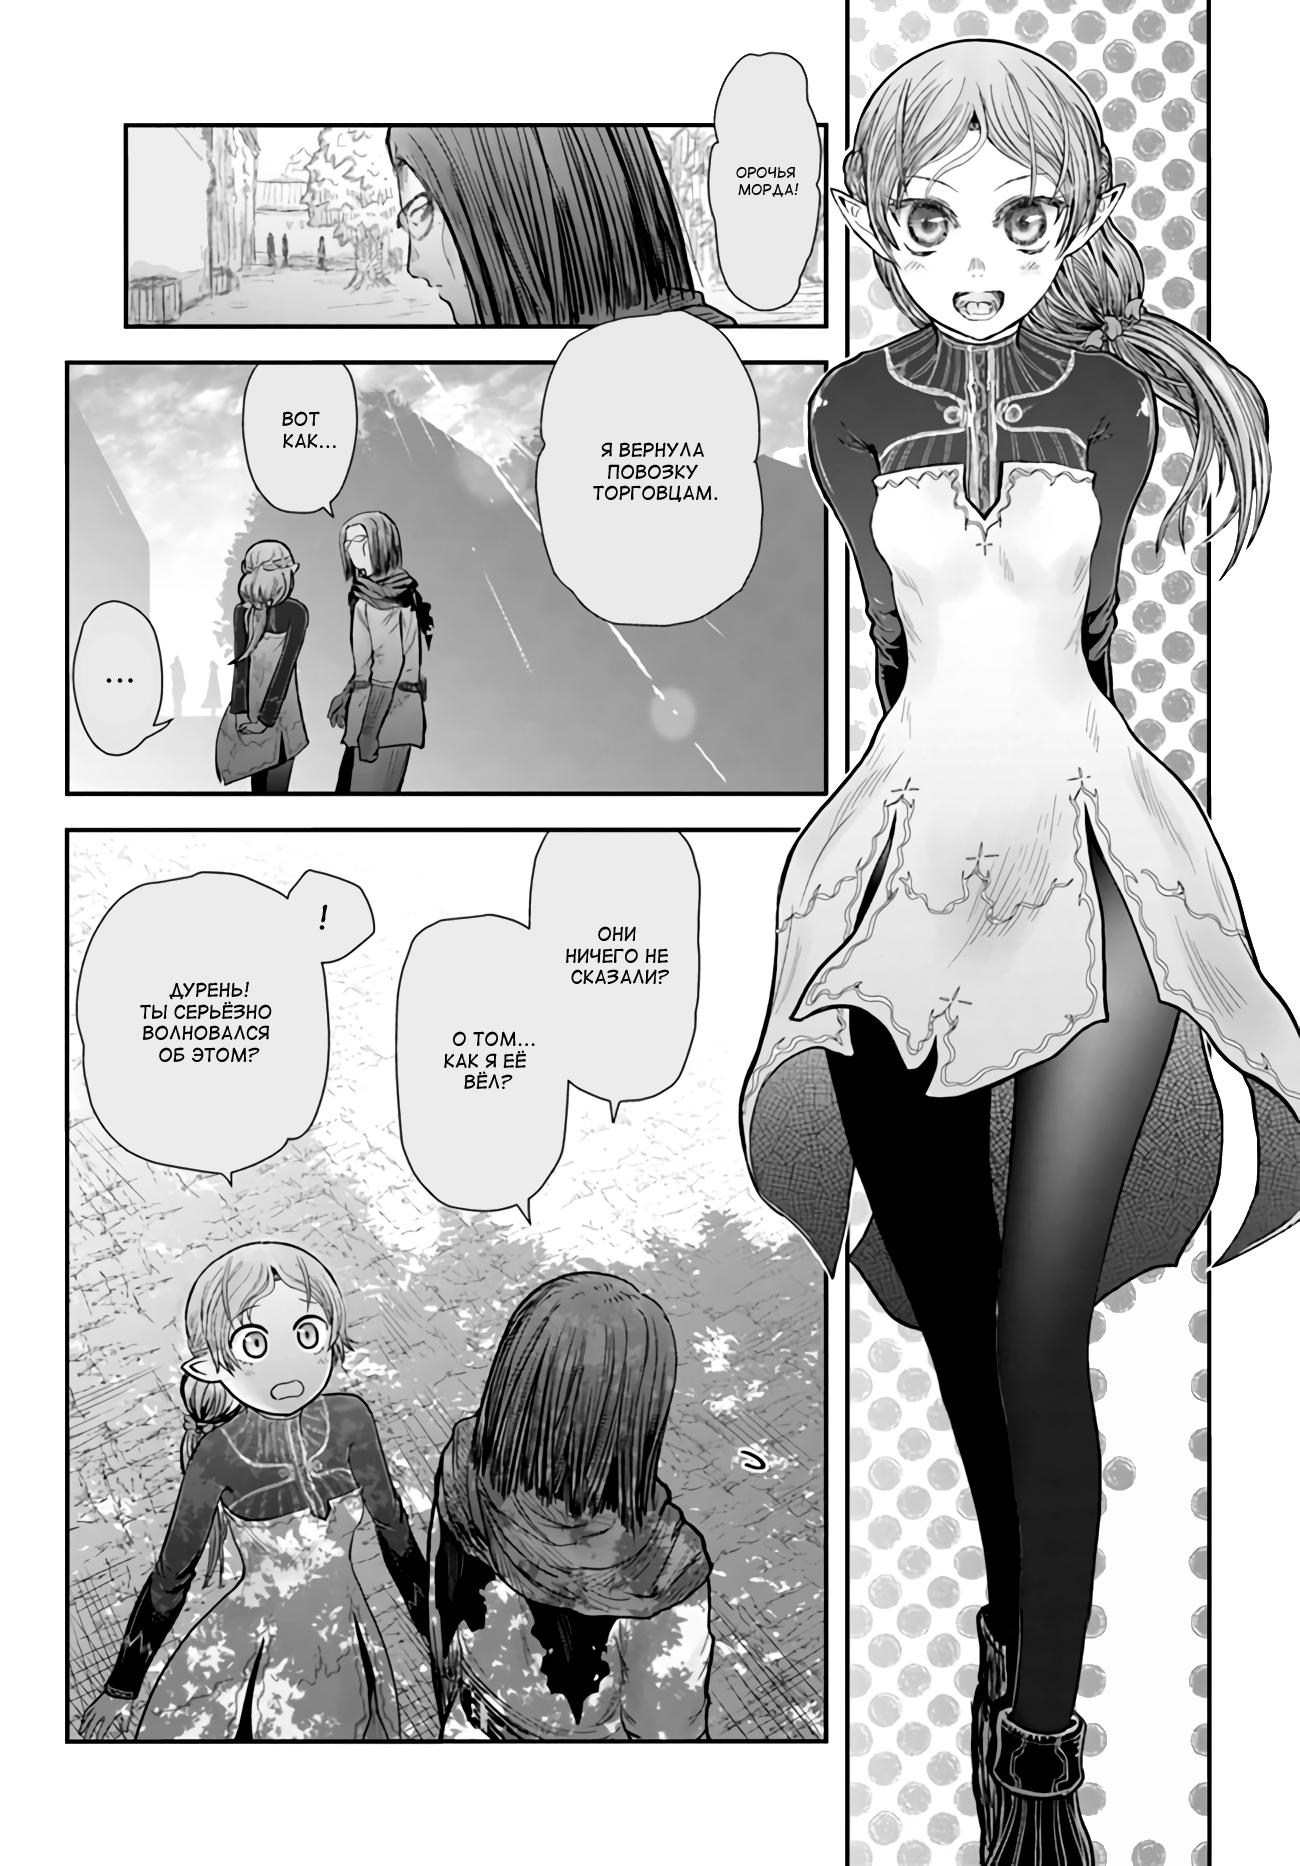 ОРОЧЬЯ
МОРДА!
Я ВЕРНУЛА
ПОВОЗКУ
ТОРГОВЦАМ.
ВОТ
КАК...
...
ОНИ
НИЧЕГО НЕ
СКАЗАЛИ?
О ТОМ...
КАК Я ЕЁ
ВЁЛ?
!
ДУРЕНЬ!
ТЫ СЕРЬЁЗНО
ВОЛНОВАЛСЯ
ОБ ЭТОМ?